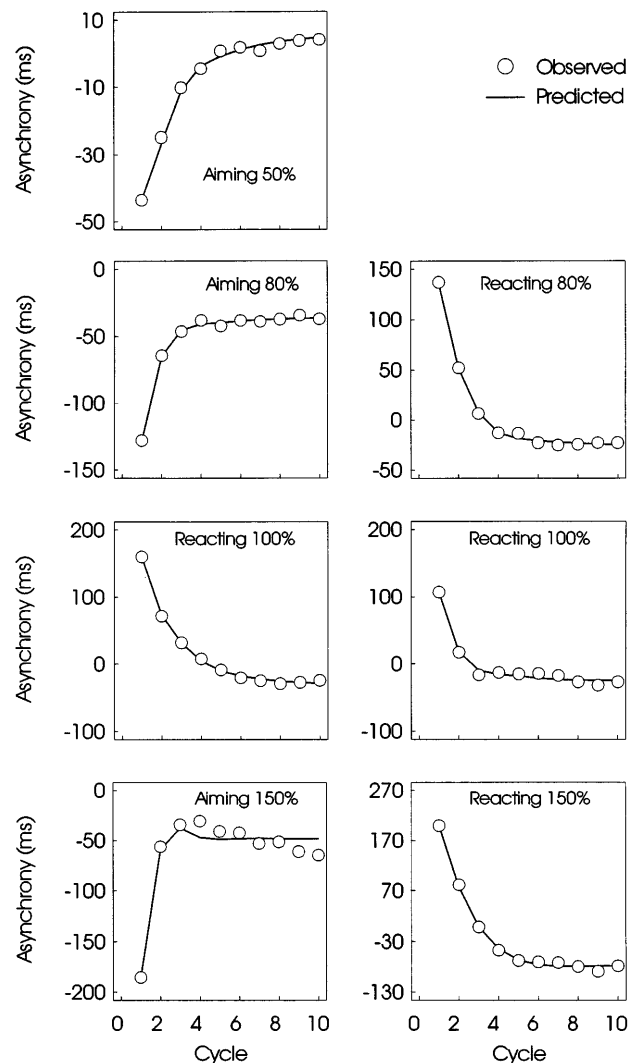 Observed
Predicted
Asynchrony (ms)
10
-10
-30
-50
Aiming 50%
Asynchrony (ms)
0
-50
-100
-150
Aiming 80%
150
100
50
0
-50
Reacting 80%
Asynchrony (ms)
200
100
0
-100
Reacting 100%
200
100
0
-100
Reacting 100%
Asynchrony (ms)
0
-50
-100
-150
-200
Aiming 150%
0 2 4 6 8 10
Cycle
270
170
70
-30
-130
Reacting 150%
0 2 4 6 8 10
Cycle